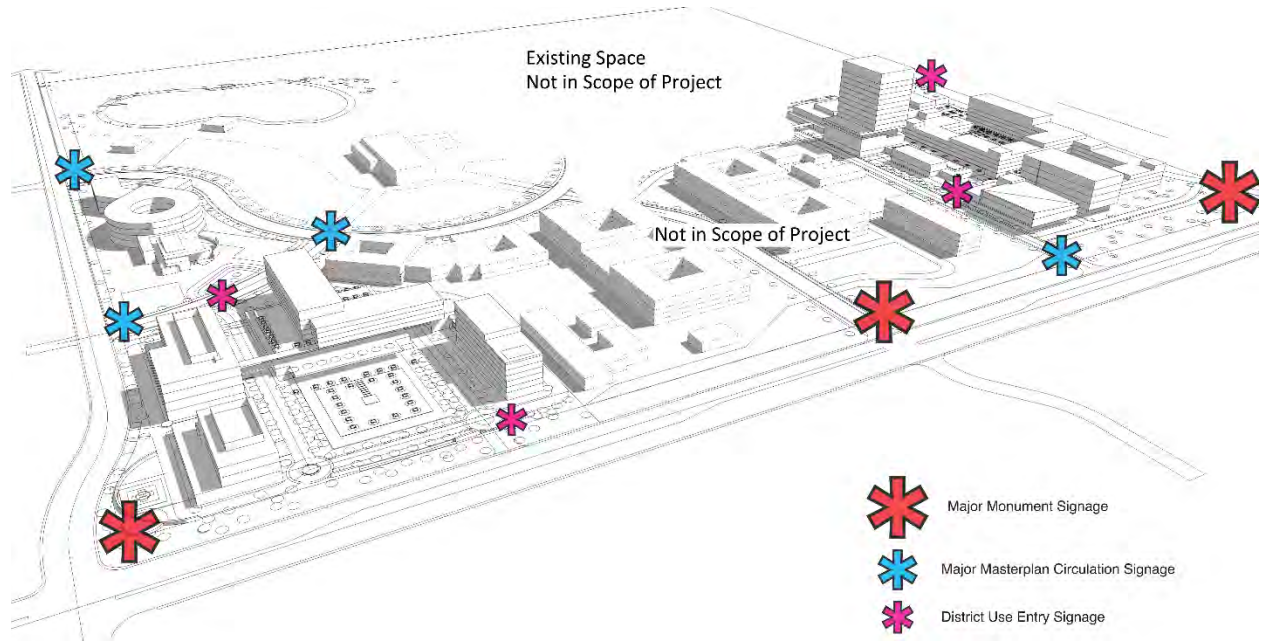 Existing Space
Not in Scope of Project
Not in Scope of Project
Major Monument Signage
Major Masterplan Circulation Signage
District Use Entry Signage